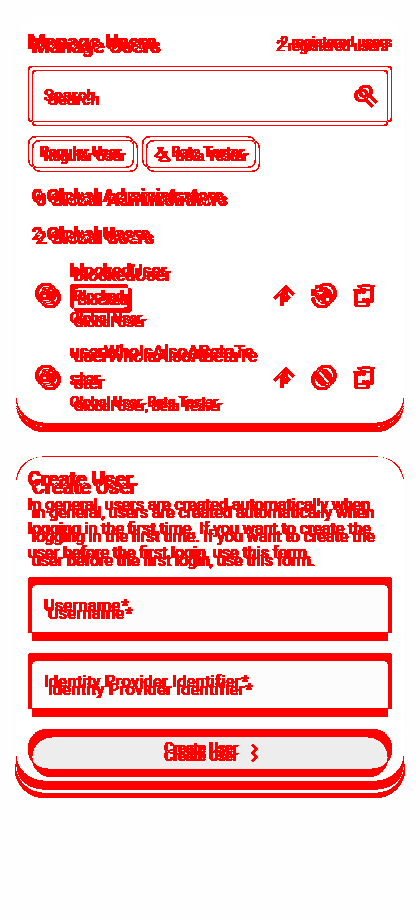 Manage Users
2 registered users
Search
Regular User
Beta Tester
0 Global Administrators
2 Global Users
blockedUser
Blocked
Global User
userWhoIsAlsoABetaTe
ster
Global User, Beta Tester
Create User
In general, users are created automatically when
logging in the first time. If you want to create the
user before the first login, use this form.
Username*
Identity Provider Identifier*
Create User